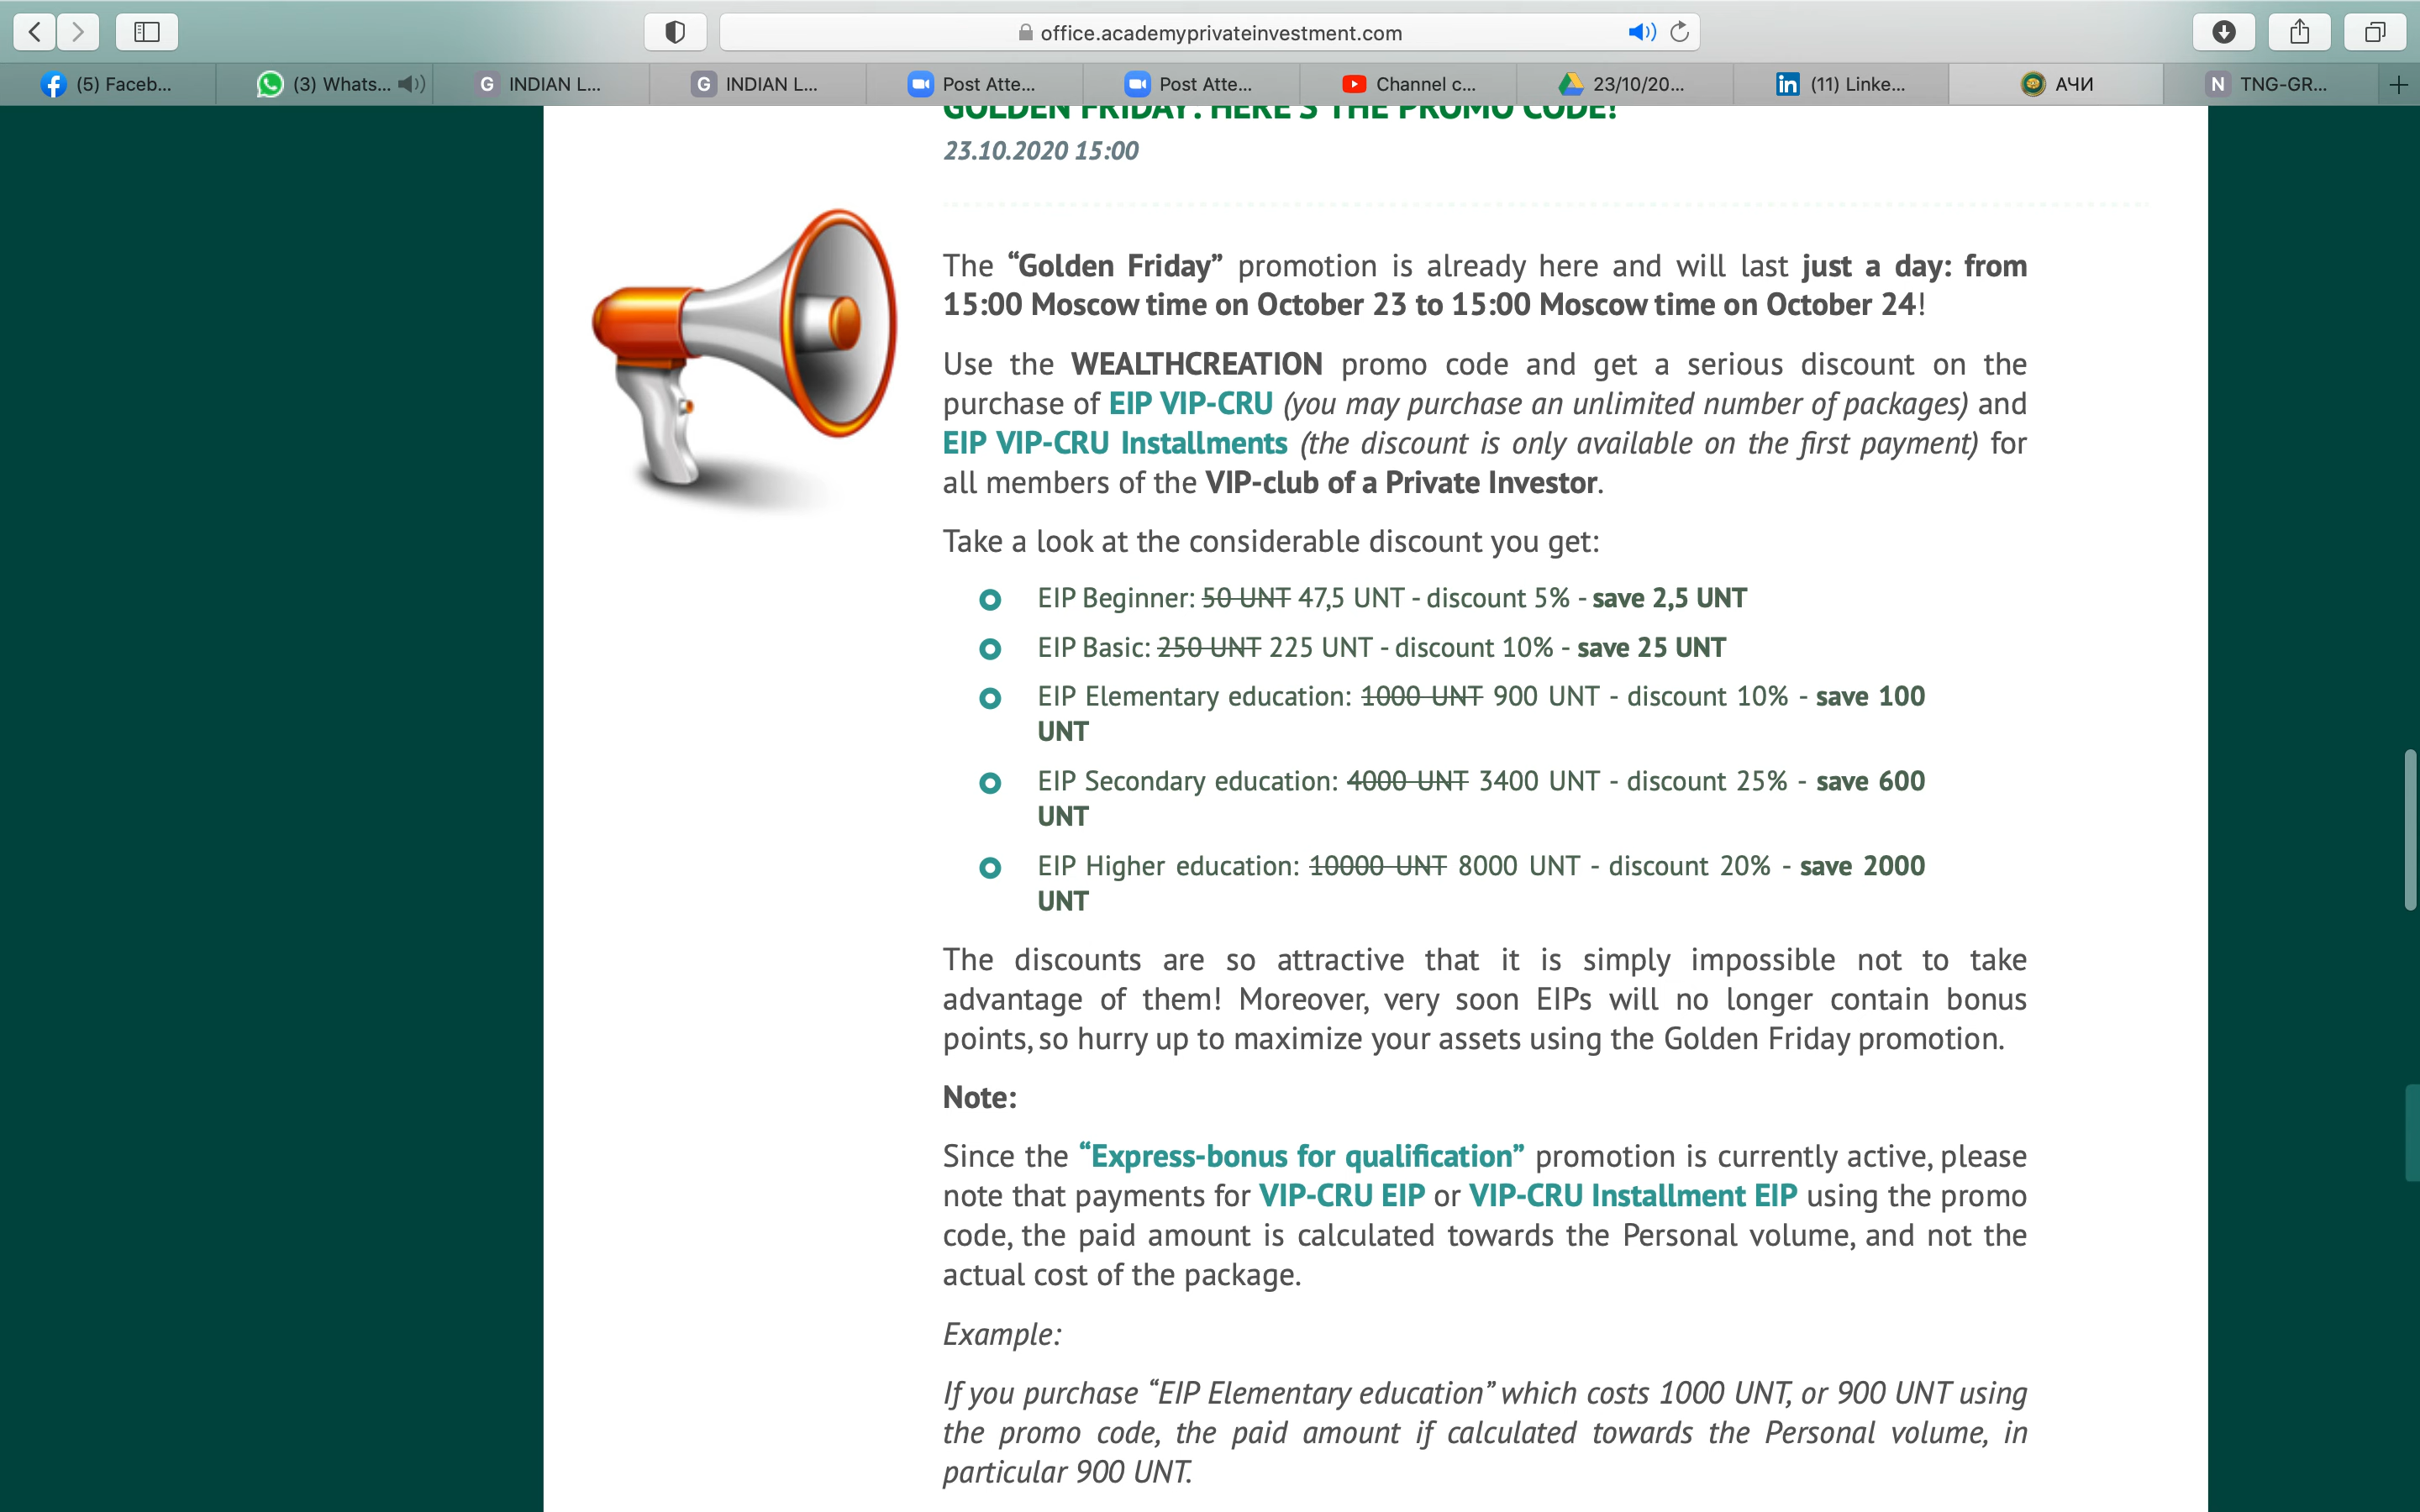 office.academyprivateinvestment.com
(5) Faceb...
(3) Whats...
G INDIAN L...
G INDIAN L...
Post Atte...
Post Atte...
Channel c...
23/10/20...
in (11) Linke...
АЧИ
N TNG-GR...
GOLDEN FRIDAY: HERE'S THE PROMO CODE!
23.10.2020 15:00
The “Golden Friday” promotion is already here and will last just a day: from
15:00 Moscow time on October 23 to 15:00 Moscow time on October 24!
Use the WEALTHCREATION promo code and get a serious discount on the
purchase of EIP VIP-CRU (you may purchase an unlimited number of packages) and
EIP VIP-CRU Installments (the discount is only available on the first payment) for
all members of the VIP-club of a Private Investor.
Take a look at the considerable discount you get:
EIP Beginner: 50 UNT 47,5 UNT - discount 5% - save 2,5 UNT
EIP Basic: 250 UNT 225 UNT - discount 10% - save 25 UNT
EIP Elementary education: 1000 UNT 900 UNT - discount 10% - save 100
UNT
EIP Secondary education: 4000 UNT 3400 UNT - discount 25% - save 600
UNT
EIP Higher education: 10000 UNT 8000 UNT - discount 20% - save 2000
UNT
The discounts are so attractive that it is simply impossible not to take
advantage of them! Moreover, very soon EIPs will no longer contain bonus
points, so hurry up to maximize your assets using the Golden Friday promotion.
Note:
Since the “Express-bonus for qualification” promotion is currently active, please
note that payments for VIP-CRU EIP or VIP-CRU Installment EIP using the promo
code, the paid amount is calculated towards the Personal volume, and not the
actual cost of the package.
Example:
If you purchase “EIP Elementary education” which costs 1000 UNT, or 900 UNT using
the promo code, the paid amount if calculated towards the Personal volume, in
particular 900 UNT.